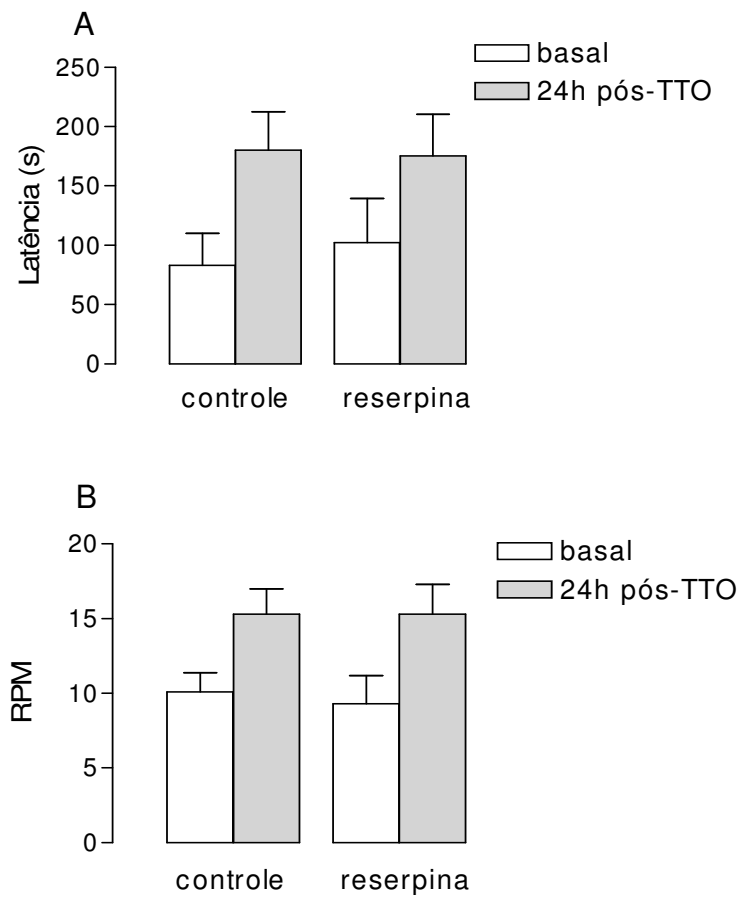 A
basal
24h pós-TTO
250
200
150
100
50
0
Latência (s)
controle reserpina
B
basal
24h pós-TTO
20
15
10
5
0
RPM
controle reserpina